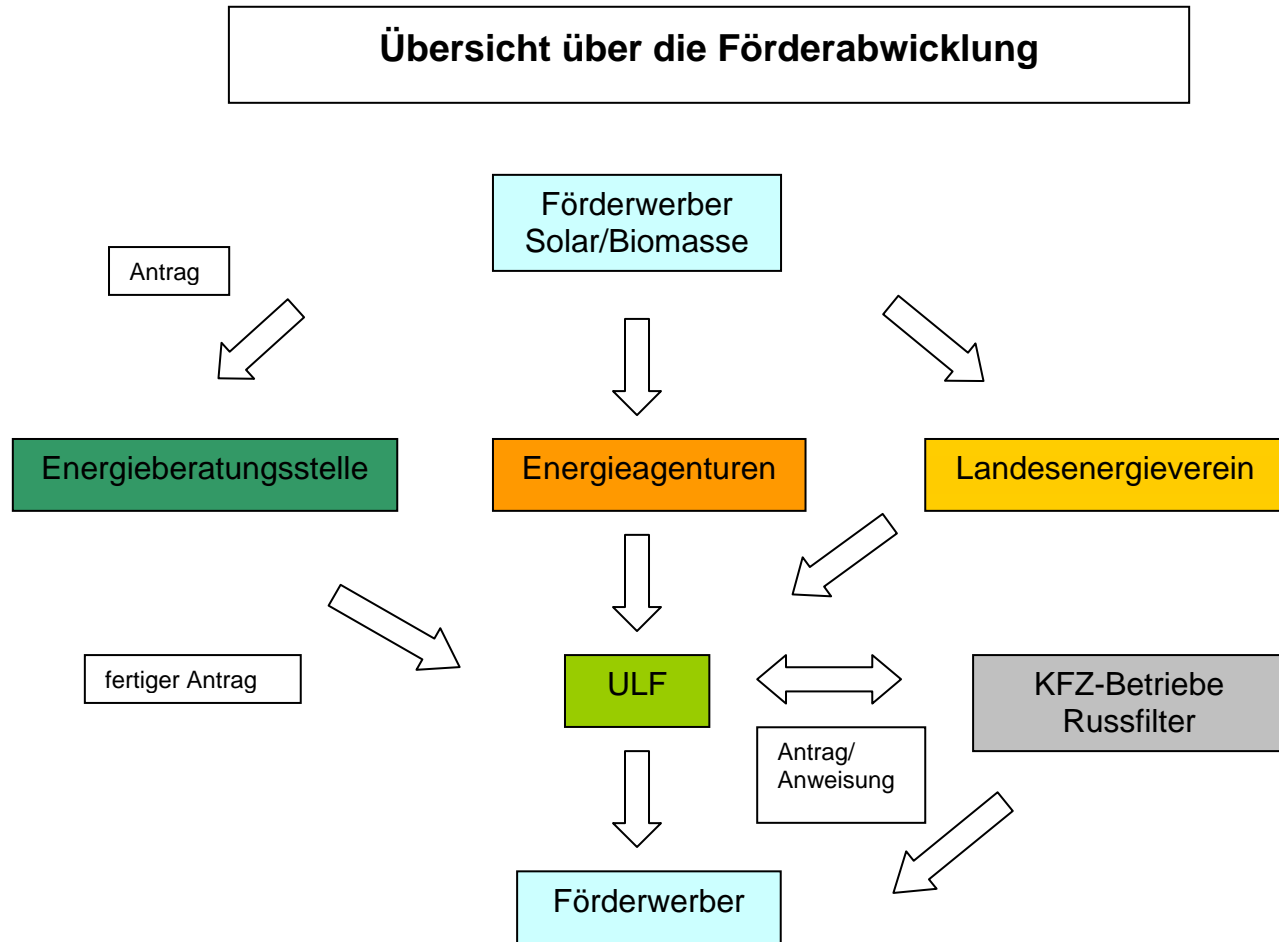 Übersicht über die Förderabwicklung
Förderwerber
Solar/Biomasse
Antrag
Energieberatungsstelle
Energieagenturen
Landesenergieverein
fertiger Antrag
ULF
KFZ-Betriebe
Russfilter
Antrag/
Anweisung
Förderwerber